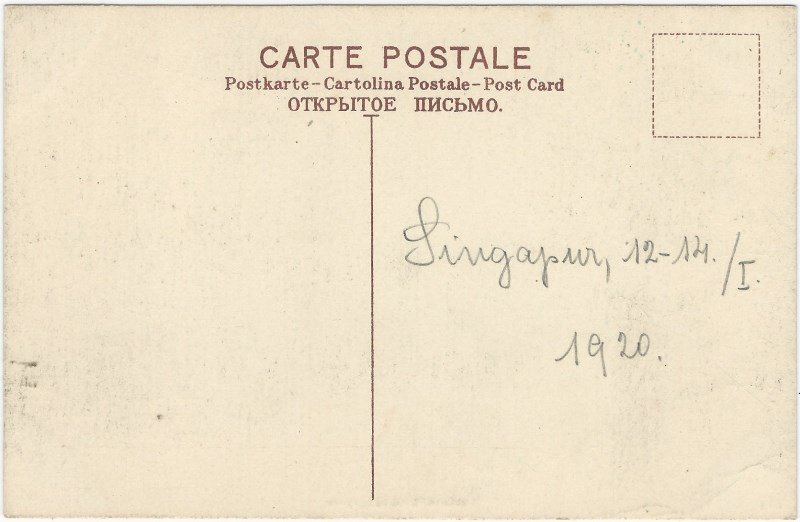 CARTE POSTALE
Postkarte – Cartolina Postale – Post Card
ОТКРЫТОЕ ПИСЬМО.
Singapur, 12-14./I.
1920.